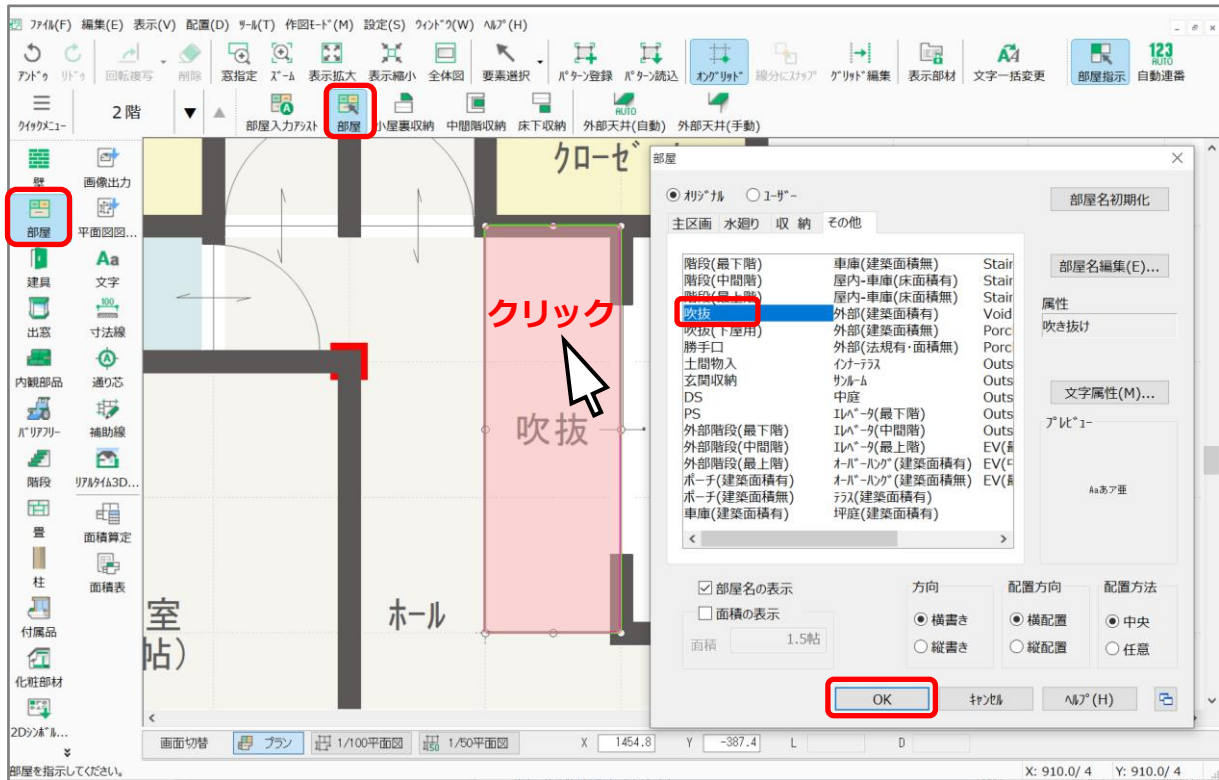 ﾌｧｲﾙ(F) 編集(E) 表示(V) 配置(D) ﾂｰﾙ(T) 作図ﾓｰﾄﾞ(M) 設定(S) ｳｨﾝﾄﾞｳ(W) ﾍﾙﾌﾟ(H)
ｱﾝﾄﾞｩ ﾘﾄﾞｩ 回転複写 削除 窓指定 ｽﾞｰﾑ 表示拡大 表示縮小 全体図 要素選択 ﾊﾟﾀｰﾝ登録 ﾊﾟﾀｰﾝ読込 ｵﾝｸﾞﾘｯﾄﾞ 線分にｽﾅｯﾌﾟ ｸﾞﾘｯﾄﾞ編集 表示部材 文字一括変更 部屋指示 自動連番
ｸｲｯｸﾒﾆｭｰ 2階 部屋入力ｱｼｽﾄ 部屋 小屋裏収納 中間階収納 床下収納 外部天井(自動) 外部天井(手動)
壁 画像出力
部屋 平面図図...
建具 文字
出窓 寸法線
内観部品 通り芯
ﾊﾞﾘｱﾌﾘｰ 補助線
階段 ﾘｱﾙﾀｲﾑ3D...
畳 面積算定
柱 面積表
付属品
化粧部材
2Dｼﾝﾎﾞﾙ...
クローゼ
クリック
吹抜
ホール
室
帖)
部屋
ｵﾘｼﾞﾅﾙ ﾕｰｻﾞｰ
主区画 水廻り 収 納 その他
階段(最下階) 車庫(建築面積無) Stair
階段(中間階) 屋内-車庫(床面積有) Stair
階段(最上階) 屋内-車庫(床面積無) Stair
吹抜 外部(建築面積有) Void
吹抜(下屋用) 外部(建築面積無) Porc
勝手口 外部(法規有･面積無) Porc
土間物入 ｲﾝﾅｰﾃﾗｽ Outs
玄関収納 ｻﾝﾙｰﾑ Outs
DS 中庭 Outs
PS ｴﾚﾍﾞｰﾀ(最下階) Outs
外部階段(最下階) ｴﾚﾍﾞｰﾀ(中間階) Outs
外部階段(中間階) ｴﾚﾍﾞｰﾀ(最上階) EV(
外部階段(最上階) ｵｰﾊﾞｰﾊﾝｸﾞ(建築面積有) EV(
ポーチ(建築面積有) ｵｰﾊﾞｰﾊﾝｸﾞ(建築面積無) EV(
ポーチ(建築面積無) ﾃﾗｽ(建築面積有)
車庫(建築面積有) 坪庭(建築面積有)
部屋名初期化
部屋名編集(E)...
属性
吹き抜け
文字属性(M)...
ﾌﾟﾚﾋﾞｭｰ
Aaあア亜
部屋名の表示
面積の表示
面積 1.5帖
方向 配置方向 配置方法
横書き 横配置 中央
縦書き 縦配置 任意
OK ｷｬﾝｾﾙ ﾍﾙﾌﾟ(H)
画面切替 プラン 1/100平面図 1/50平面図 X 1454.8 Y -387.4 L D
部屋を指示してください。 X: 910.0/ 4 Y: 910.0/ 4